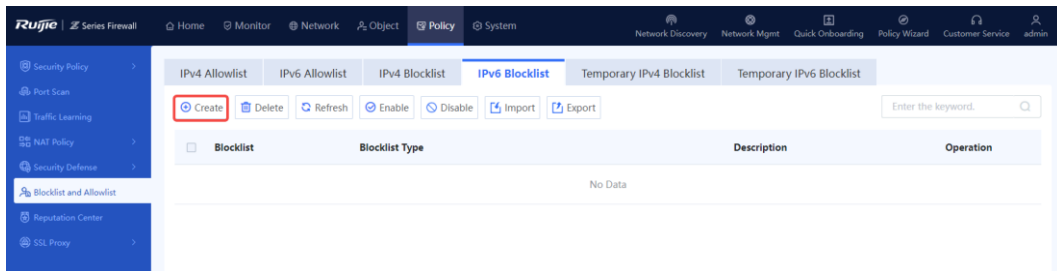 Ruijie | Z Series Firewall Home Monitor Network Object Policy System Network Discovery Network Mgmt Quick Onboarding Policy Wizard Customer Service admin
Security Policy
Port Scan
Traffic Learning
NAT Policy
Security Defense
Blocklist and Allowlist
Reputation Center
SSL Proxy
IPv4 Allowlist IPv6 Allowlist IPv4 Blocklist IPv6 Blocklist Temporary IPv4 Blocklist Temporary IPv6 Blocklist
Create Delete Refresh Enable Disable Import Export Enter the keyword.
Blocklist Blocklist Type Description Operation
No Data